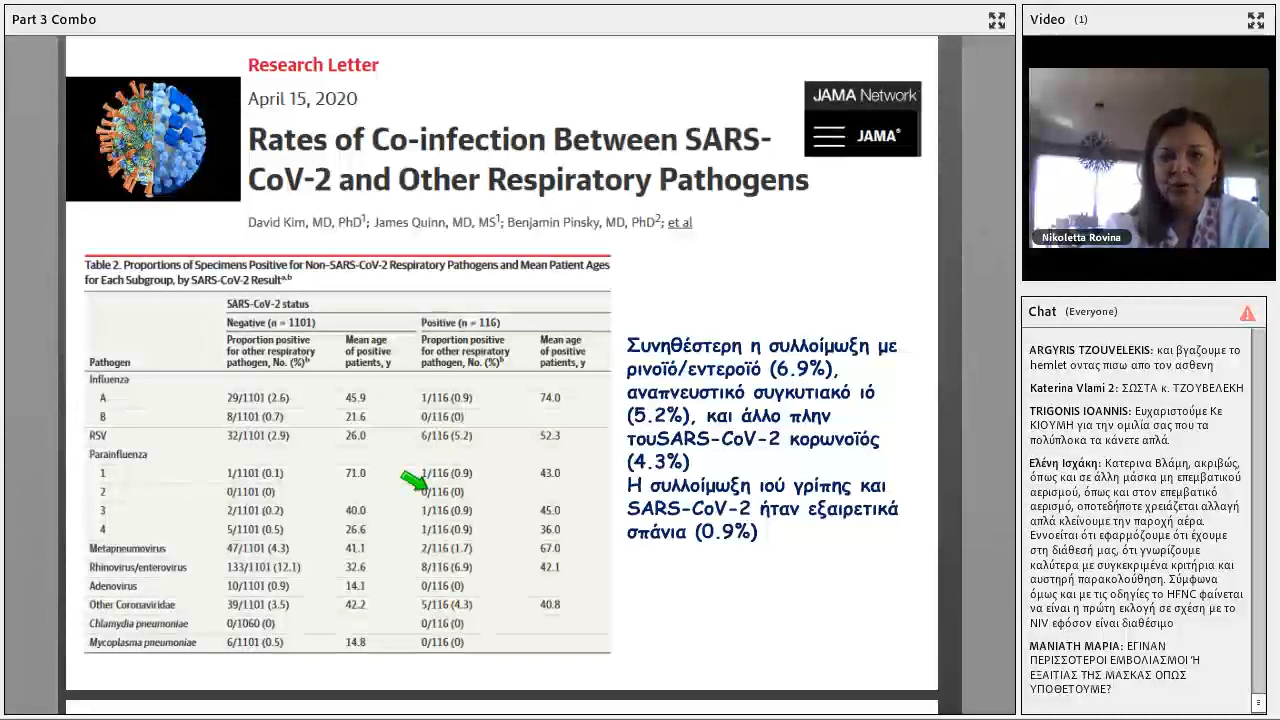 Part 3 Combo
Research Letter
April 15, 2020
JAMA Network
JAMA®
Rates of Co-infection Between SARS-
CoV-2 and Other Respiratory Pathogens
David Kim, MD, PhD1; James Quinn, MD, MS1; Benjamin Pinsky, MD, PhD2; et al
Table 2. Proportions of Specimens Positive for Non–SARS-CoV-2 Respiratory Pathogens and Mean Patient Ages
for Each Subgroup, by SARS-CoV-2 Resulta,b
SARS-CoV-2 status
Negative (n = 1101) Positive (n = 116)
Pathogen
Proportion positive
for other respiratory
pathogen, No. (%)b
Mean age
of positive
patients, y
Proportion positive
for other respiratory
pathogen, No. (%)b
Mean age
of positive
patients, y
Influenza
A 29/1101 (2.6) 45.9 1/116 (0.9) 74.0
B 8/1101 (0.7) 21.6 0/116 (0)
RSV 32/1101 (2.9) 26.0 6/116 (5.2) 52.3
Parainfluenza
1 1/1101 (0.1) 71.0 1/116 (0.9) 43.0
2 0/1101 (0) 0/116 (0)
3 2/1101 (0.2) 40.0 1/116 (0.9) 45.0
4 5/1101 (0.5) 26.6 1/116 (0.9) 36.0
Metapneumovirus 47/1101 (4.3) 41.1 2/116 (1.7) 67.0
Rhinovirus/enterovirus 133/1101 (12.1) 32.6 8/116 (6.9) 42.1
Adenovirus 10/1101 (0.9) 14.1 0/116 (0)
Other Coronaviridae 39/1101 (3.5) 42.2 5/116 (4.3) 40.8
Chlamydia pneumoniae 0/1060 (0) 0/116 (0)
Mycoplasma pneumoniae 6/1101 (0.5) 14.8 0/116 (0)
Συνηθέστερη η συλλοίμωξη με
ρινοϊό/εντεροϊό (6.9%),
αναπνευστικό συγκυτιακό ιό
(5.2%), και άλλο πλην
τουSARS-CoV-2 κορωνοϊός
(4.3%)
Η συλλοίμωξη ιού γρίπης και
SARS-CoV-2 ήταν εξαιρετικά
σπάνια (0.9%)
Video (1)
Nikoletta Rovina
Chat (Everyone)
ARGYRIS TZOUVELEKIS: και βγαζουμε το
hemlet οντας πισω απο τον ασθενη
Katerina Vlami 2: ΣΩΣΤΑ κ. ΤΖΟΥΒΕΛΕΚΗ
TRIGONIS IOANNIS: Ευχαριστούμε Κε
ΚΙΟΥΜΗ για την ομιλία σας που τα
πολύπλοκα τα κάνετε απλά.
Ελένη Ισχάκη: Κατερινα Βλάμη, ακριβώς,
όπως και σε άλλη μάσκα μη επεμβατικού
αερισμού, όπως και στον επεμβατικο
αερισμό, οποτεδήποτε χρειάζεται αλλαγή
απλά κλείνουμε την παροχή αέρα.
Εννοείται ότι εφαρμόζουμε ότι έχουμε
στη διάθεσή μας, ότι γνωρίζουμε
καλύτερα με συγκεκριμένα κριτήρια και
αυστηρή παρακολούθηση. Σύμφωνα
όμως και με τις οδηγίες το HFNC φαίνεται
να είναι η πρώτη εκλογή σε σχέση με το
NIV εφόσον είναι διαθέσιμο
ΜΑΝΙΑΤΗ ΜΑΡΙΑ: ΕΓΙΝΑΝ
ΠΕΡΙΣΣΟΤΕΡΟΙ ΕΜΒΟΛΙΑΣΜΟΙ Ή
ΕΞΑΙΤΙΑΣ ΤΗΣ ΜΑΣΚΑΣ ΟΠΩΣ
ΥΠΟΘΕΤΟΥΜΕ?